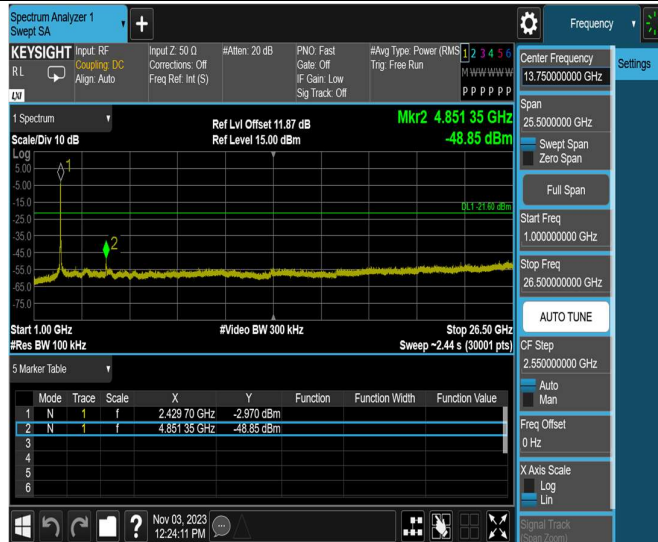 Spectrum Analyzer 1
Swept SA
+
Frequency
KEYSIGHT
RL
LXI
Input: RF
Coupling: DC
Align: Auto
Input Z: 50 Ω
Corrections: Off
Freq Ref: Int (S)
#Atten: 20 dB
PNO: Fast
Gate: Off
IF Gain: Low
Sig Track: Off
#Avg Type: Power (RMS
Trig: Free Run
1 2 3 4 5 6
M W W W W W
P P P P P P
Center Frequency
13.750000000 GHz
Settings
Span
25.5000000 GHz
Swept Span
Zero Span
Full Span
Start Freq
1.000000000 GHz
Stop Freq
26.500000000 GHz
AUTO TUNE
CF Step
2.550000000 GHz
Auto
Man
Freq Offset
0 Hz
X Axis Scale
Log
Lin
Signal Track
(Span Zoom)
1 Spectrum
Scale/Div 10 dB
Ref Lvl Offset 11.87 dB
Ref Level 15.00 dBm
Mkr2 4.851 35 GHz
-48.85 dBm
Log
5.00
-5.00
-15.0
-25.0
-35.0
-45.0
-55.0
-65.0
-75.0
1
2
DL1 -21.60 dBm
Start 1.00 GHz
#Res BW 100 kHz
#Video BW 300 kHz
Stop 26.50 GHz
Sweep ~2.44 s (30001 pts)
5 Marker Table
Mode Trace Scale X Y Function Function Width Function Value
1 N 1 f 2.429 70 GHz -2.970 dBm
2 N 1 f 4.851 35 GHz -48.85 dBm
3
4
5
6
?
Nov 03, 2023
12:24:11 PM